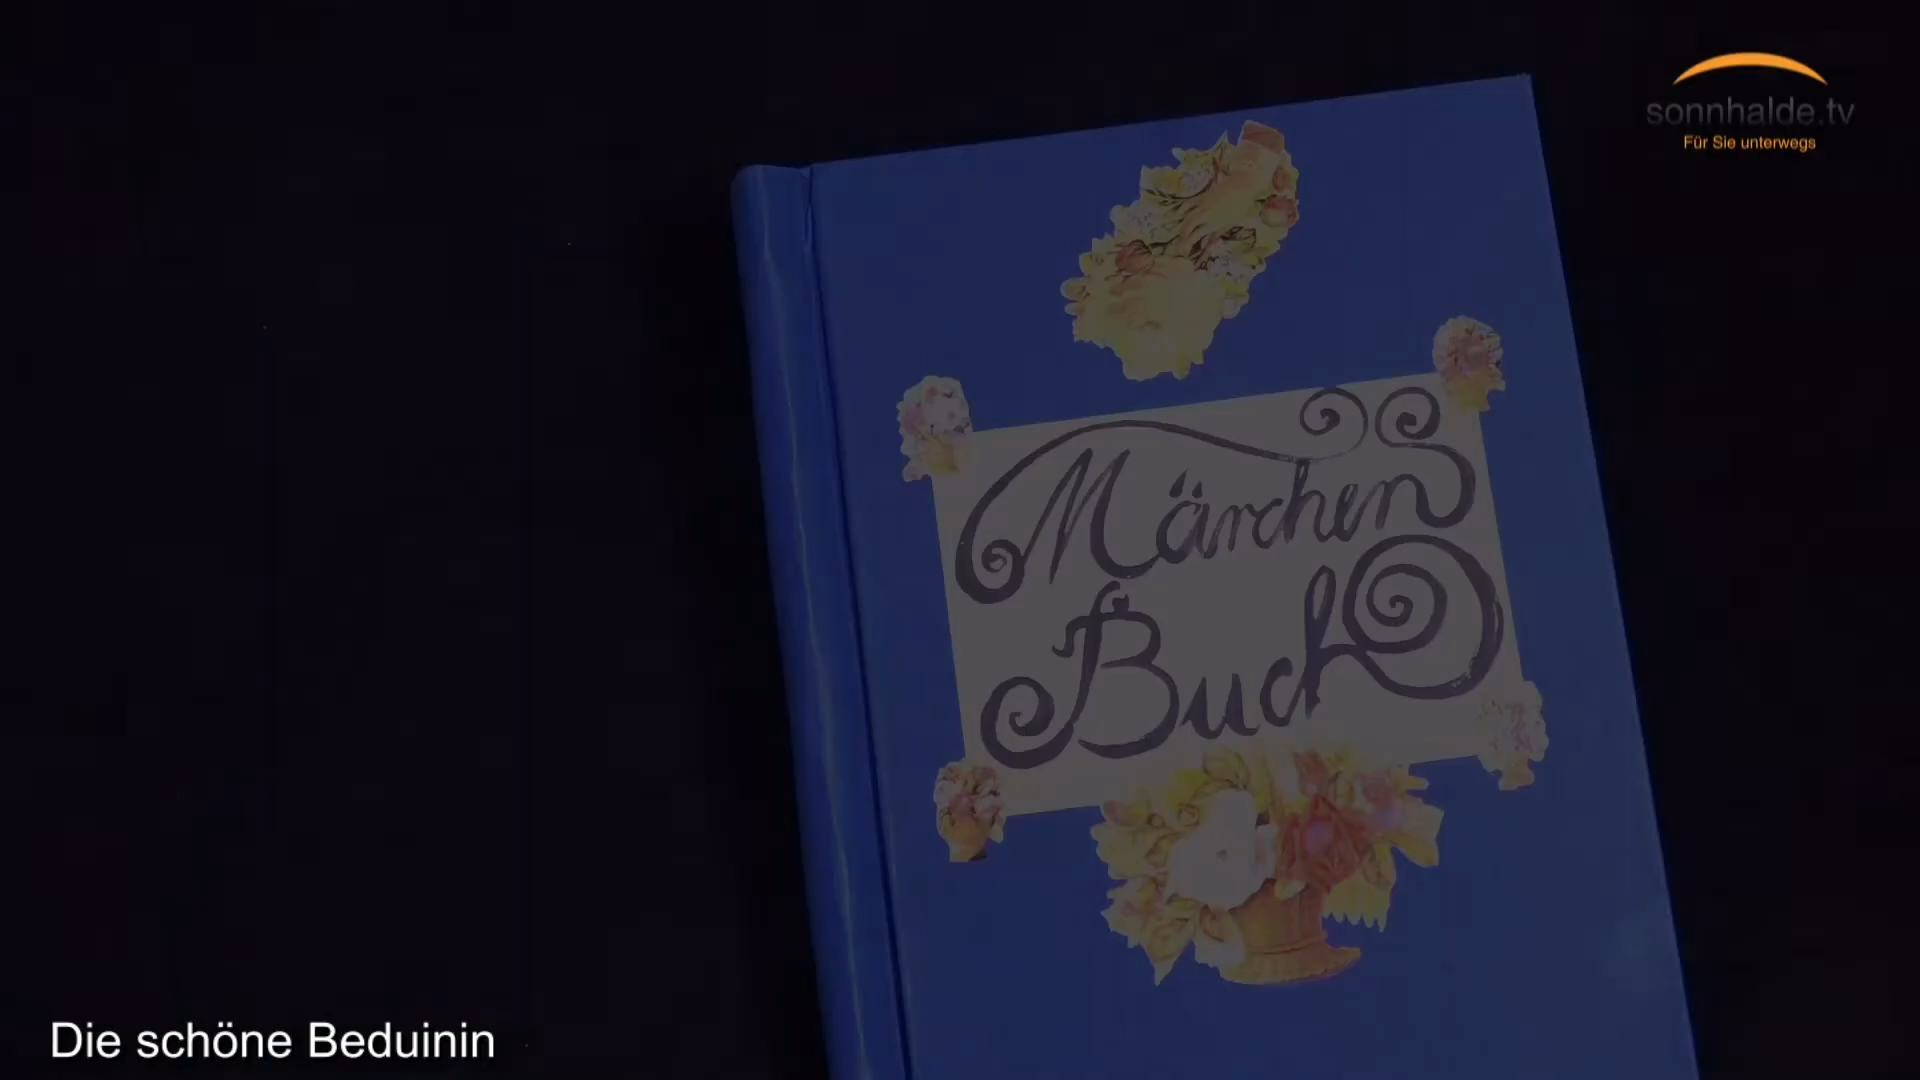 sonnhalde.tv
Für Sie unterwegs
Märchen
Buch
Die schöne Beduinin